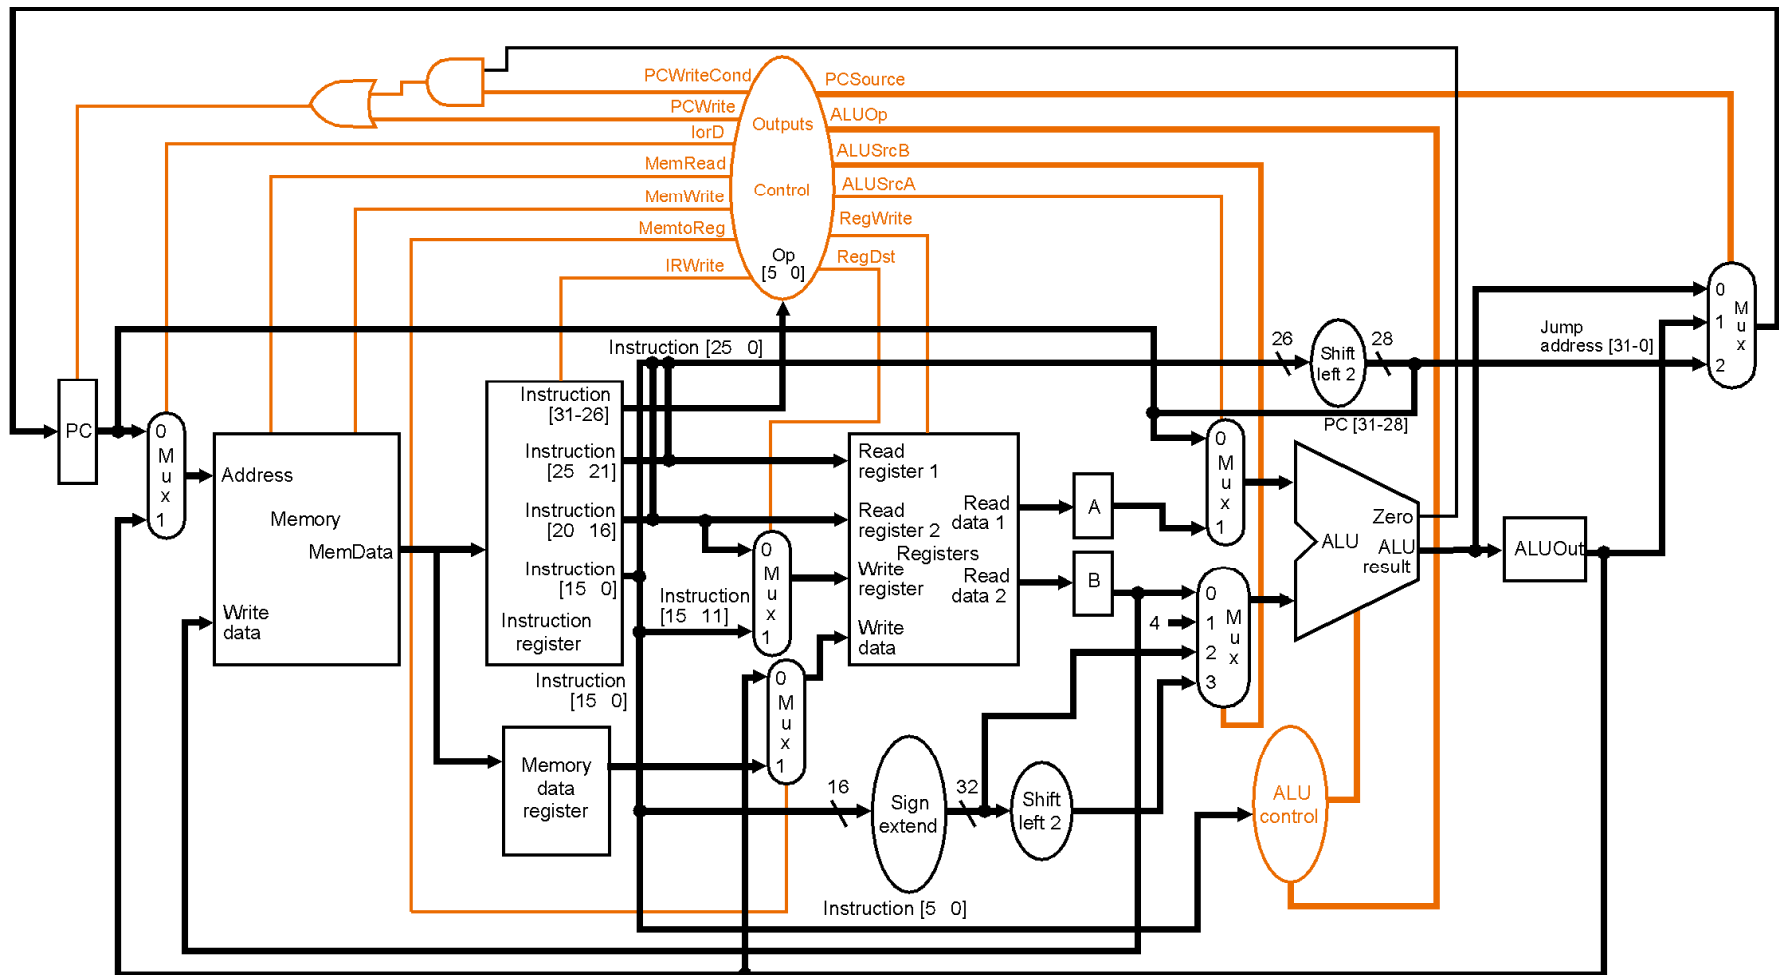 PCWriteCond
PCSource
PCWrite
ALUOp
IorD
Outputs
ALUSrcB
MemRead
ALUSrcA
Control
MemWrite
RegWrite
MemtoReg
RegDst
IRWrite
Op
[5 0]
Instruction [25 0]
26
Shift
left 2
28
Jump
address [31-0]
0
1
2
M
u
x
PC [31-28]
PC
0
M
u
x
1
Address
Memory
MemData
Write
data
Instruction
[31-26]
Instruction
[25 21]
Instruction
[20 16]
Instruction
[15 0]
Instruction
register
Instruction
[15 11]
0
M
u
x
1
Read
register 1
Read
register 2
Registers
Write
register
Write
data
Read
data 1
Read
data 2
A
B
0
M
u
x
1
4
0
1
2
3
M
u
x
Zero
ALU
ALU
result
ALUOut
Instruction
[15 0]
Memory
data
register
0
M
u
x
1
16
Sign
extend
32
Shift
left 2
ALU
control
Instruction [5 0]